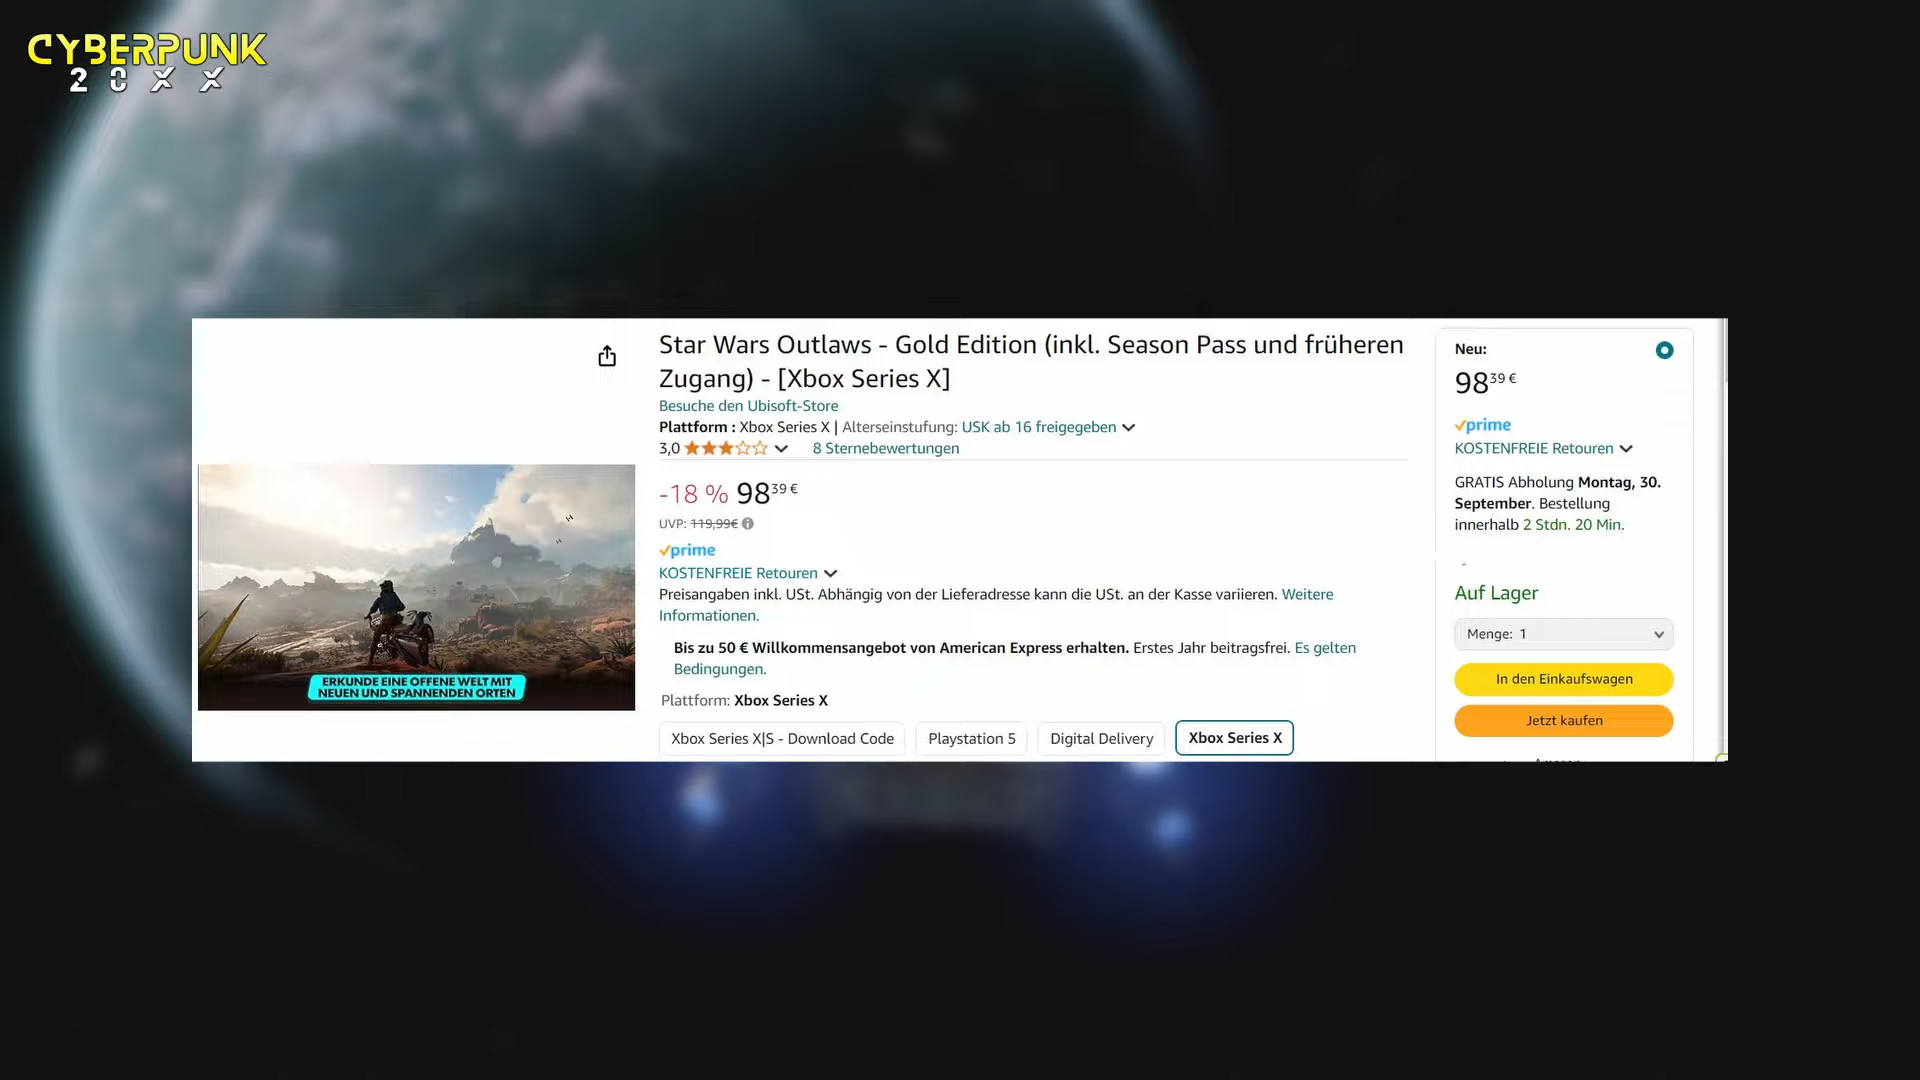 CYBERPUNK
20XX
Star Wars Outlaws - Gold Edition (inkl. Season Pass und früheren
Zugang) - [Xbox Series X]
Besuche den Ubisoft-Store
Plattform : Xbox Series X | Alterseinstufung: USK ab 16 freigegeben
3,0 8 Sternebewertungen
-18 % 98 39 €
UVP: 119,99€
prime
KOSTENFREIE Retouren
Preisangaben inkl. USt. Abhängig von der Lieferadresse kann die USt. an der Kasse variieren. Weitere
Informationen.
Bis zu 50 € Willkommensangebot von American Express erhalten. Erstes Jahr beitragsfrei. Es gelten
Bedingungen.
Plattform: Xbox Series X
Xbox Series X|S - Download Code
Playstation 5
Digital Delivery
Xbox Series X
ERKUNDE EINE OFFENE WELT MIT
NEUEN UND SPANNENDEN ORTEN
Neu:
98 39 €
prime
KOSTENFREIE Retouren
GRATIS Abholung Montag, 30.
September. Bestellung
innerhalb 2 Stdn. 20 Min.
Auf Lager
Menge: 1
In den Einkaufswagen
Jetzt kaufen